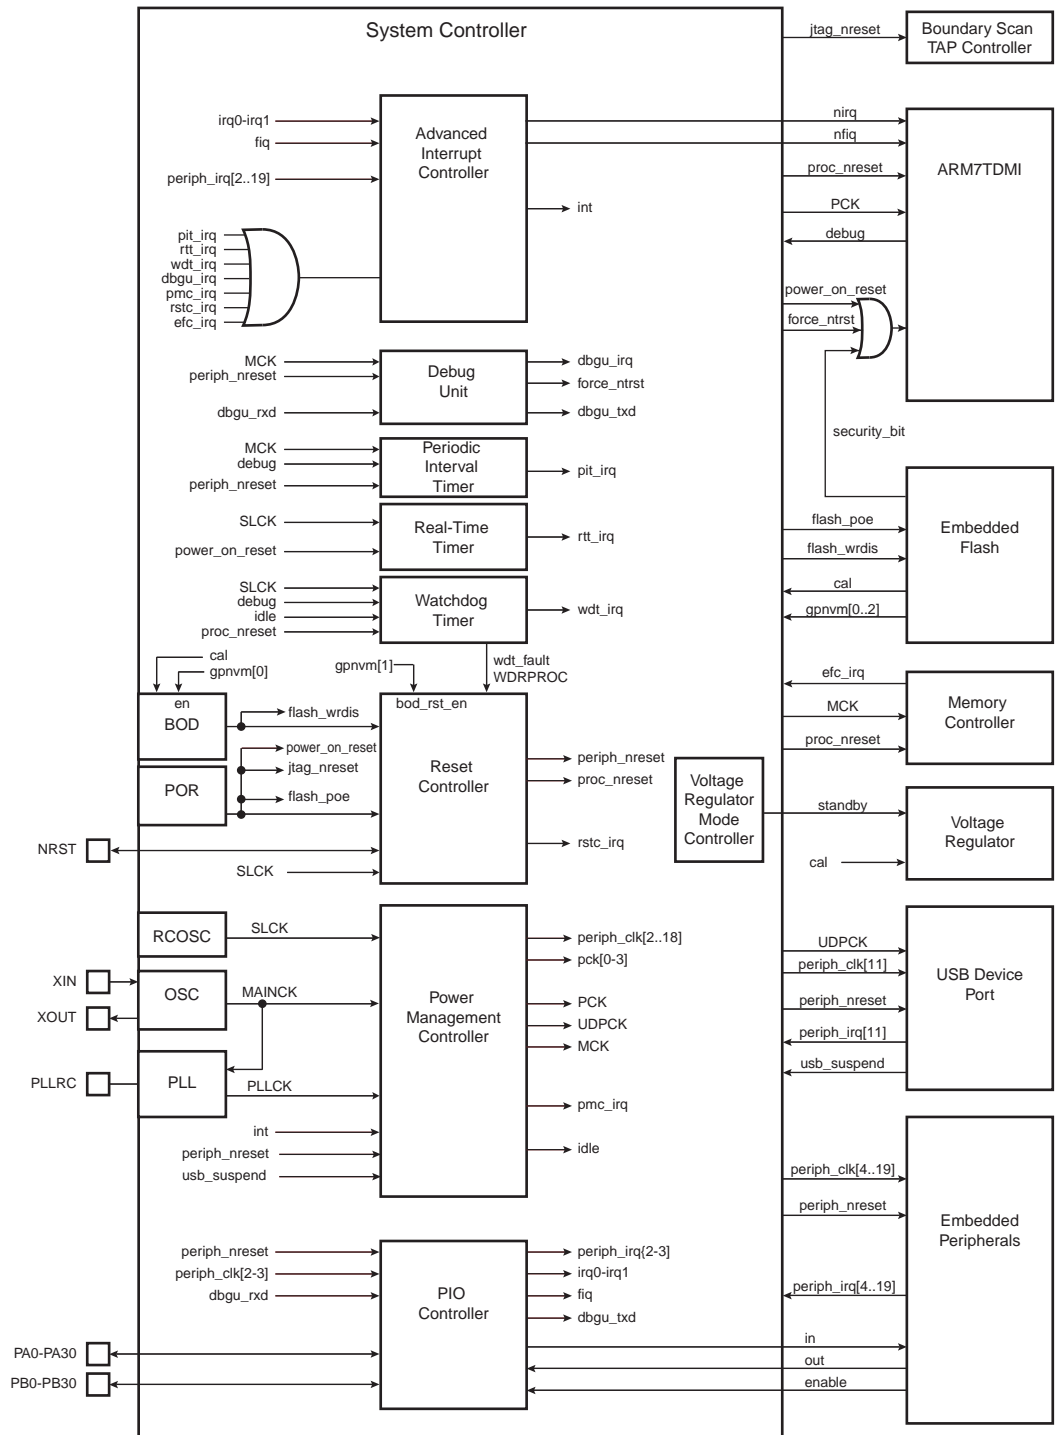 System Controller
jtag_nreset
Boundary Scan
TAP Controller
irq0-irq1
fiq
periph_irq[2..19]
Advanced
Interrupt
Controller
int
nirq
nfiq
proc_nreset
PCK
debug
ARM7TDMI
pit_irq
rtt_irq
wdt_irq
dbgu_irq
pmc_irq
rstc_irq
efc_irq
power_on_reset
force_ntrst
security_bit
MCK
periph_nreset
dbgu_rxd
Debug
Unit
dbgu_irq
force_ntrst
dbgu_txd
MCK
debug
periph_nreset
Periodic
Interval
Timer
pit_irq
SLCK
power_on_reset
Real-Time
Timer
rtt_irq
flash_poe
flash_wrdis
cal
gpnvm[0..2]
Embedded
Flash
SLCK
debug
idle
proc_nreset
Watchdog
Timer
wdt_irq
wdt_fault
WDRPROC
cal
gpnvm[0]
en
BOD
flash_wrdis
POR
power_on_reset
jtag_nreset
flash_poe
gpnvm[1]
bod_rst_en
Reset
Controller
periph_nreset
proc_nreset
rstc_irq
NRST
SLCK
efc_irq
MCK
proc_nreset
Memory
Controller
Voltage
Regulator
Mode
Controller
standby
cal
Voltage
Regulator
RCOSC
SLCK
XIN
XOUT
OSC
MAINCK
PLLRC
PLL
PLLCK
int
periph_nreset
usb_suspend
Power
Management
Controller
periph_clk[2..18]
pck[0-3]
PCK
UDPCK
MCK
pmc_irq
idle
UDPCK
periph_clk[11]
periph_nreset
periph_irq[11]
usb_suspend
USB Device
Port
periph_clk[4..19]
periph_nreset
periph_irq[4..19]
Embedded
Peripherals
periph_nreset
periph_clk[2-3]
dbgu_rxd
PIO
Controller
periph_irq{2-3]
irq0-irq1
fiq
dbgu_txd
in
out
enable
PA0-PA30
PB0-PB30